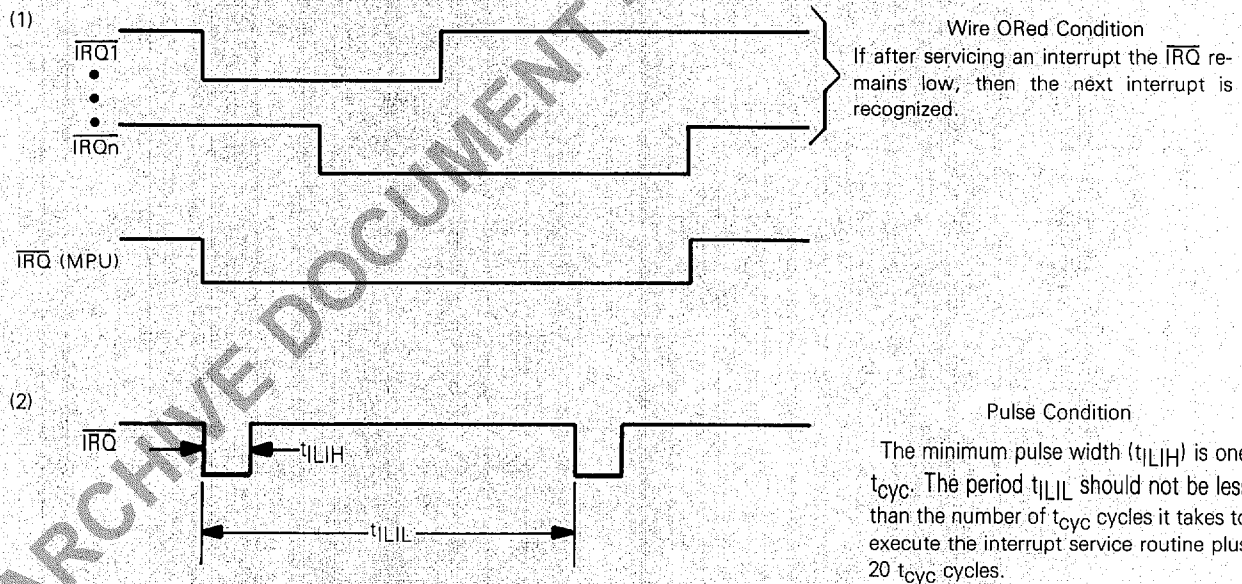 (1)
IRQ1
IRQn
Wire ORed Condition
If after servicing an interrupt the IRQ re-
mains low, then the next interrupt is
recognized.
IRQ (MPU)
(2)
IRQ
tILIH
tILIL
Pulse Condition
The minimum pulse width (tILIH) is one
tcyc. The period tILIL should not be less
than the number of tcyc cycles it takes to
execute the interrupt service routine plus
20 tcyc cycles.
ARCHIVE DOCUMENT